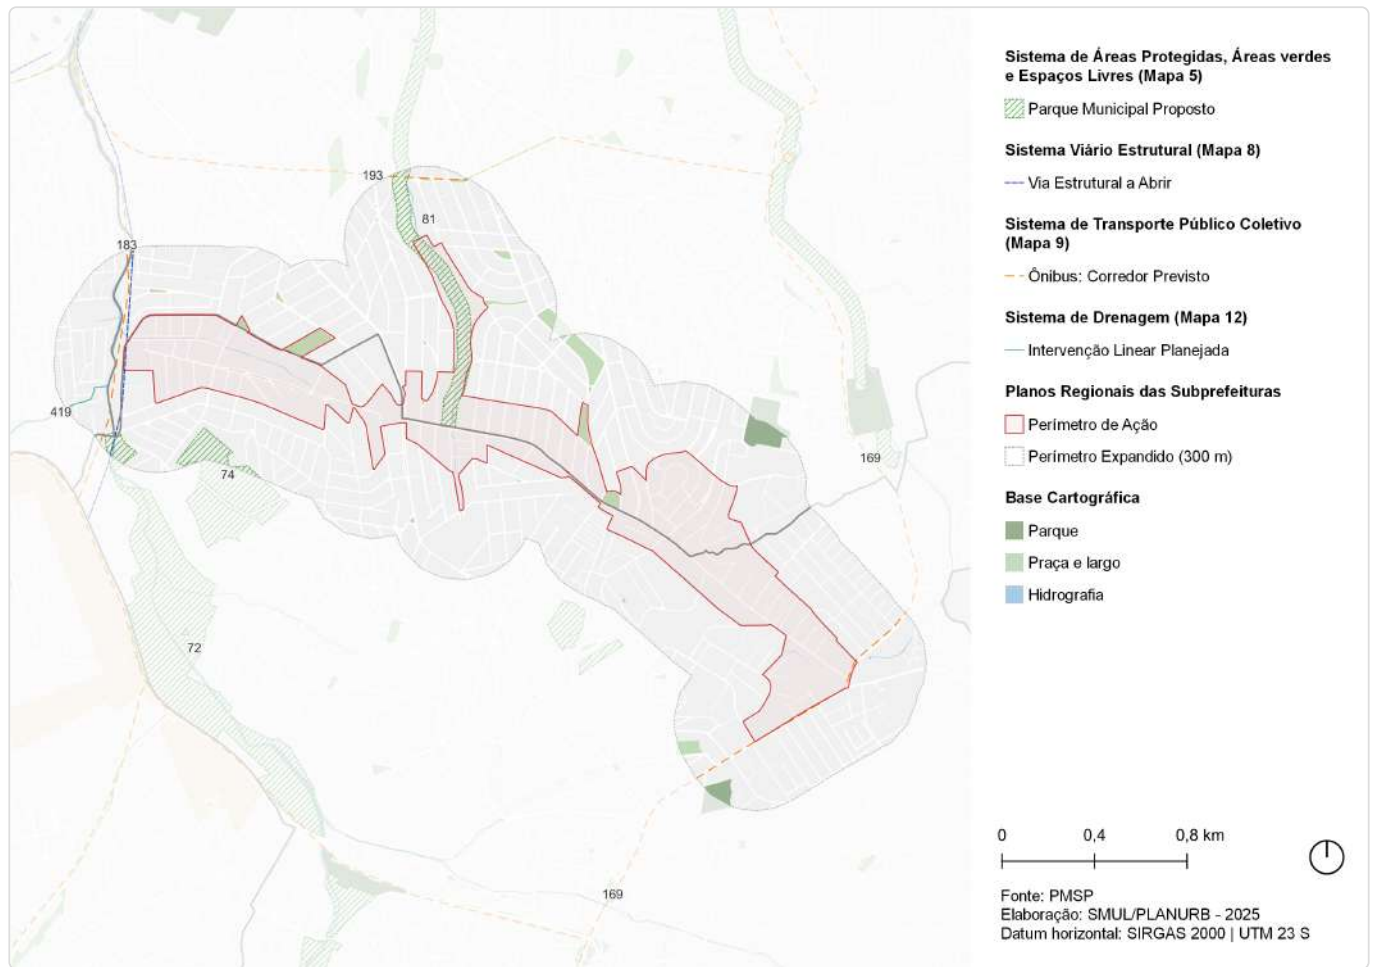 193
81
183
419
74
169
72
169
Sistema de Áreas Protegidas, Áreas verdes
e Espaços Livres (Mapa 5)
Parque Municipal Proposto
Sistema Viário Estrutural (Mapa 8)
Via Estrutural a Abrir
Sistema de Transporte Público Coletivo
(Mapa 9)
Ônibus: Corredor Previsto
Sistema de Drenagem (Mapa 12)
Intervenção Linear Planejada
Planos Regionais das Subprefeituras
Perímetro de Ação
Perímetro Expandido (300 m)
Base Cartográfica
Parque
Praça e largo
Hidrografia
0 0,4 0,8 km
Fonte: PMSP
Elaboração: SMUL/PLANURB - 2025
Datum horizontal: SIRGAS 2000 | UTM 23 S